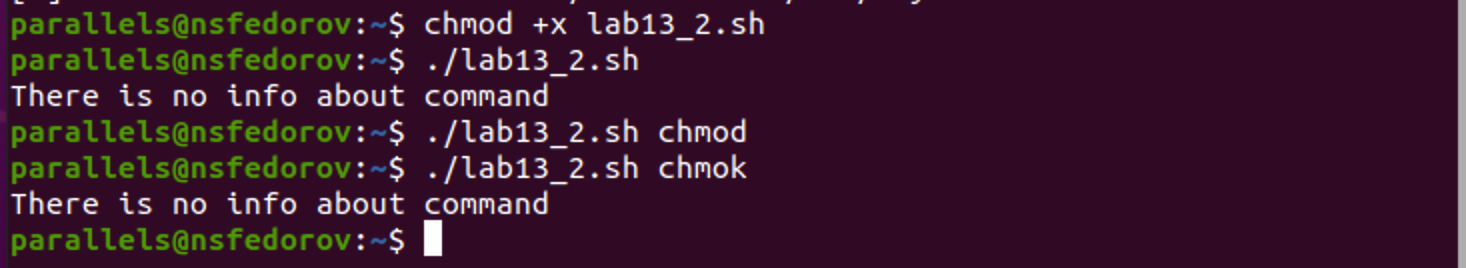 parallels@nsfedorov:~$ chmod +x lab13_2.sh
parallels@nsfedorov:~$ ./lab13_2.sh
There is no info about command
parallels@nsfedorov:~$ ./lab13_2.sh chmod
parallels@nsfedorov:~$ ./lab13_2.sh chmok
There is no info about command
parallels@nsfedorov:~$